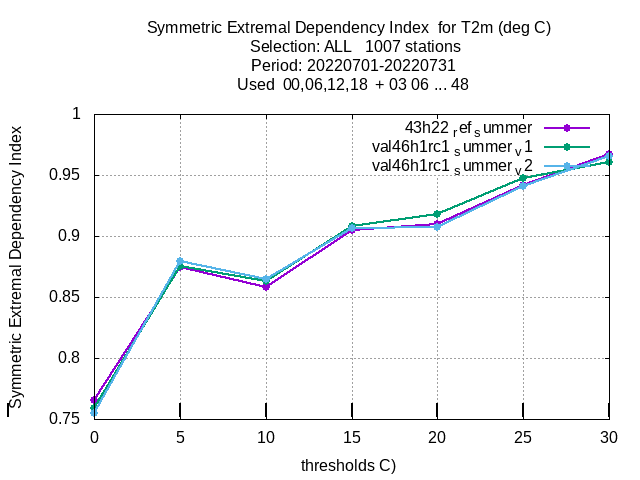 Symmetric Extremal Dependency Index  for T2m (deg C)
Selection: ALL   1007 stations
Period: 20220701-20220731
Used  00,06,12,18  + 03 06 ... 48
Symmetric Extremal Dependency Index
1
0.95
0.9
0.85
0.8
0.75
43h22 ref summer
val46h1rc1 summer v1
val46h1rc1 summer v2
0 5 10 15 20 25 30
thresholds C)